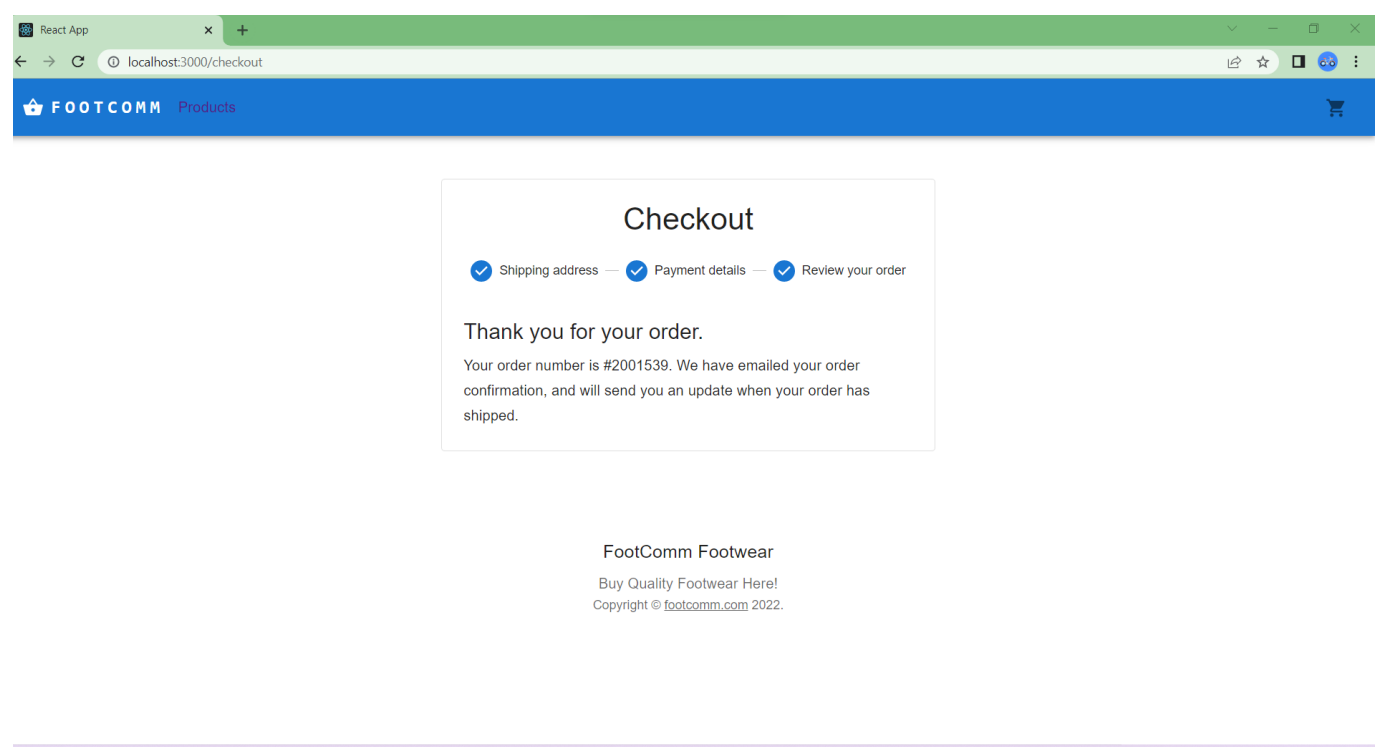 React App
localhost:3000/checkout
FOOTCOMM Products
Checkout
Shipping address Payment details Review your order
Thank you for your order.
Your order number is #2001539. We have emailed your order
confirmation, and will send you an update when your order has
shipped.
FootComm Footwear
Buy Quality Footwear Here!
Copyright © footcomm.com 2022.